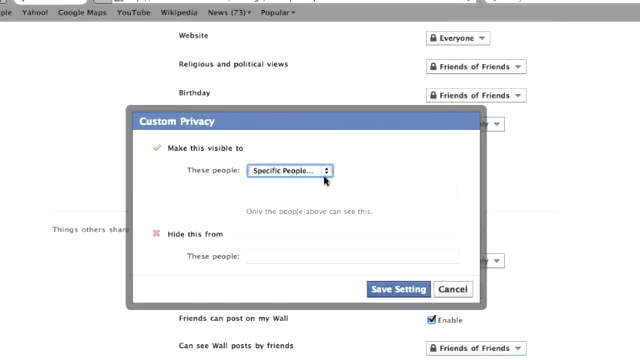 Yahoo! Google Maps YouTube Wikipedia News (73) Popular
Website Everyone
Religious and political views Friends of Friends
Birthday Friends of Friends
Custom Privacy
Make this visible to
These people: Specific People...
Only the people above can see this.
Things others share
Hide this from
These people:
Save Setting Cancel
Friends can post on my Wall Enable
Can see Wall posts by friends Friends of Friends